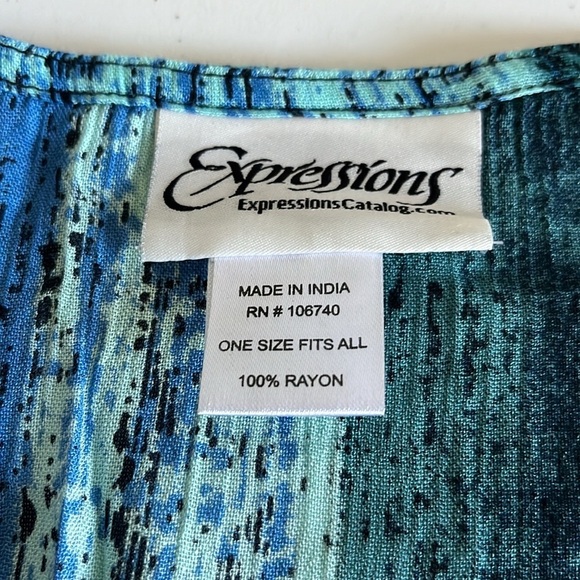 Expressions
ExpressionsCatalog.com
MADE IN INDIA
RN # 106740
ONE SIZE FITS ALL
100% RAYON